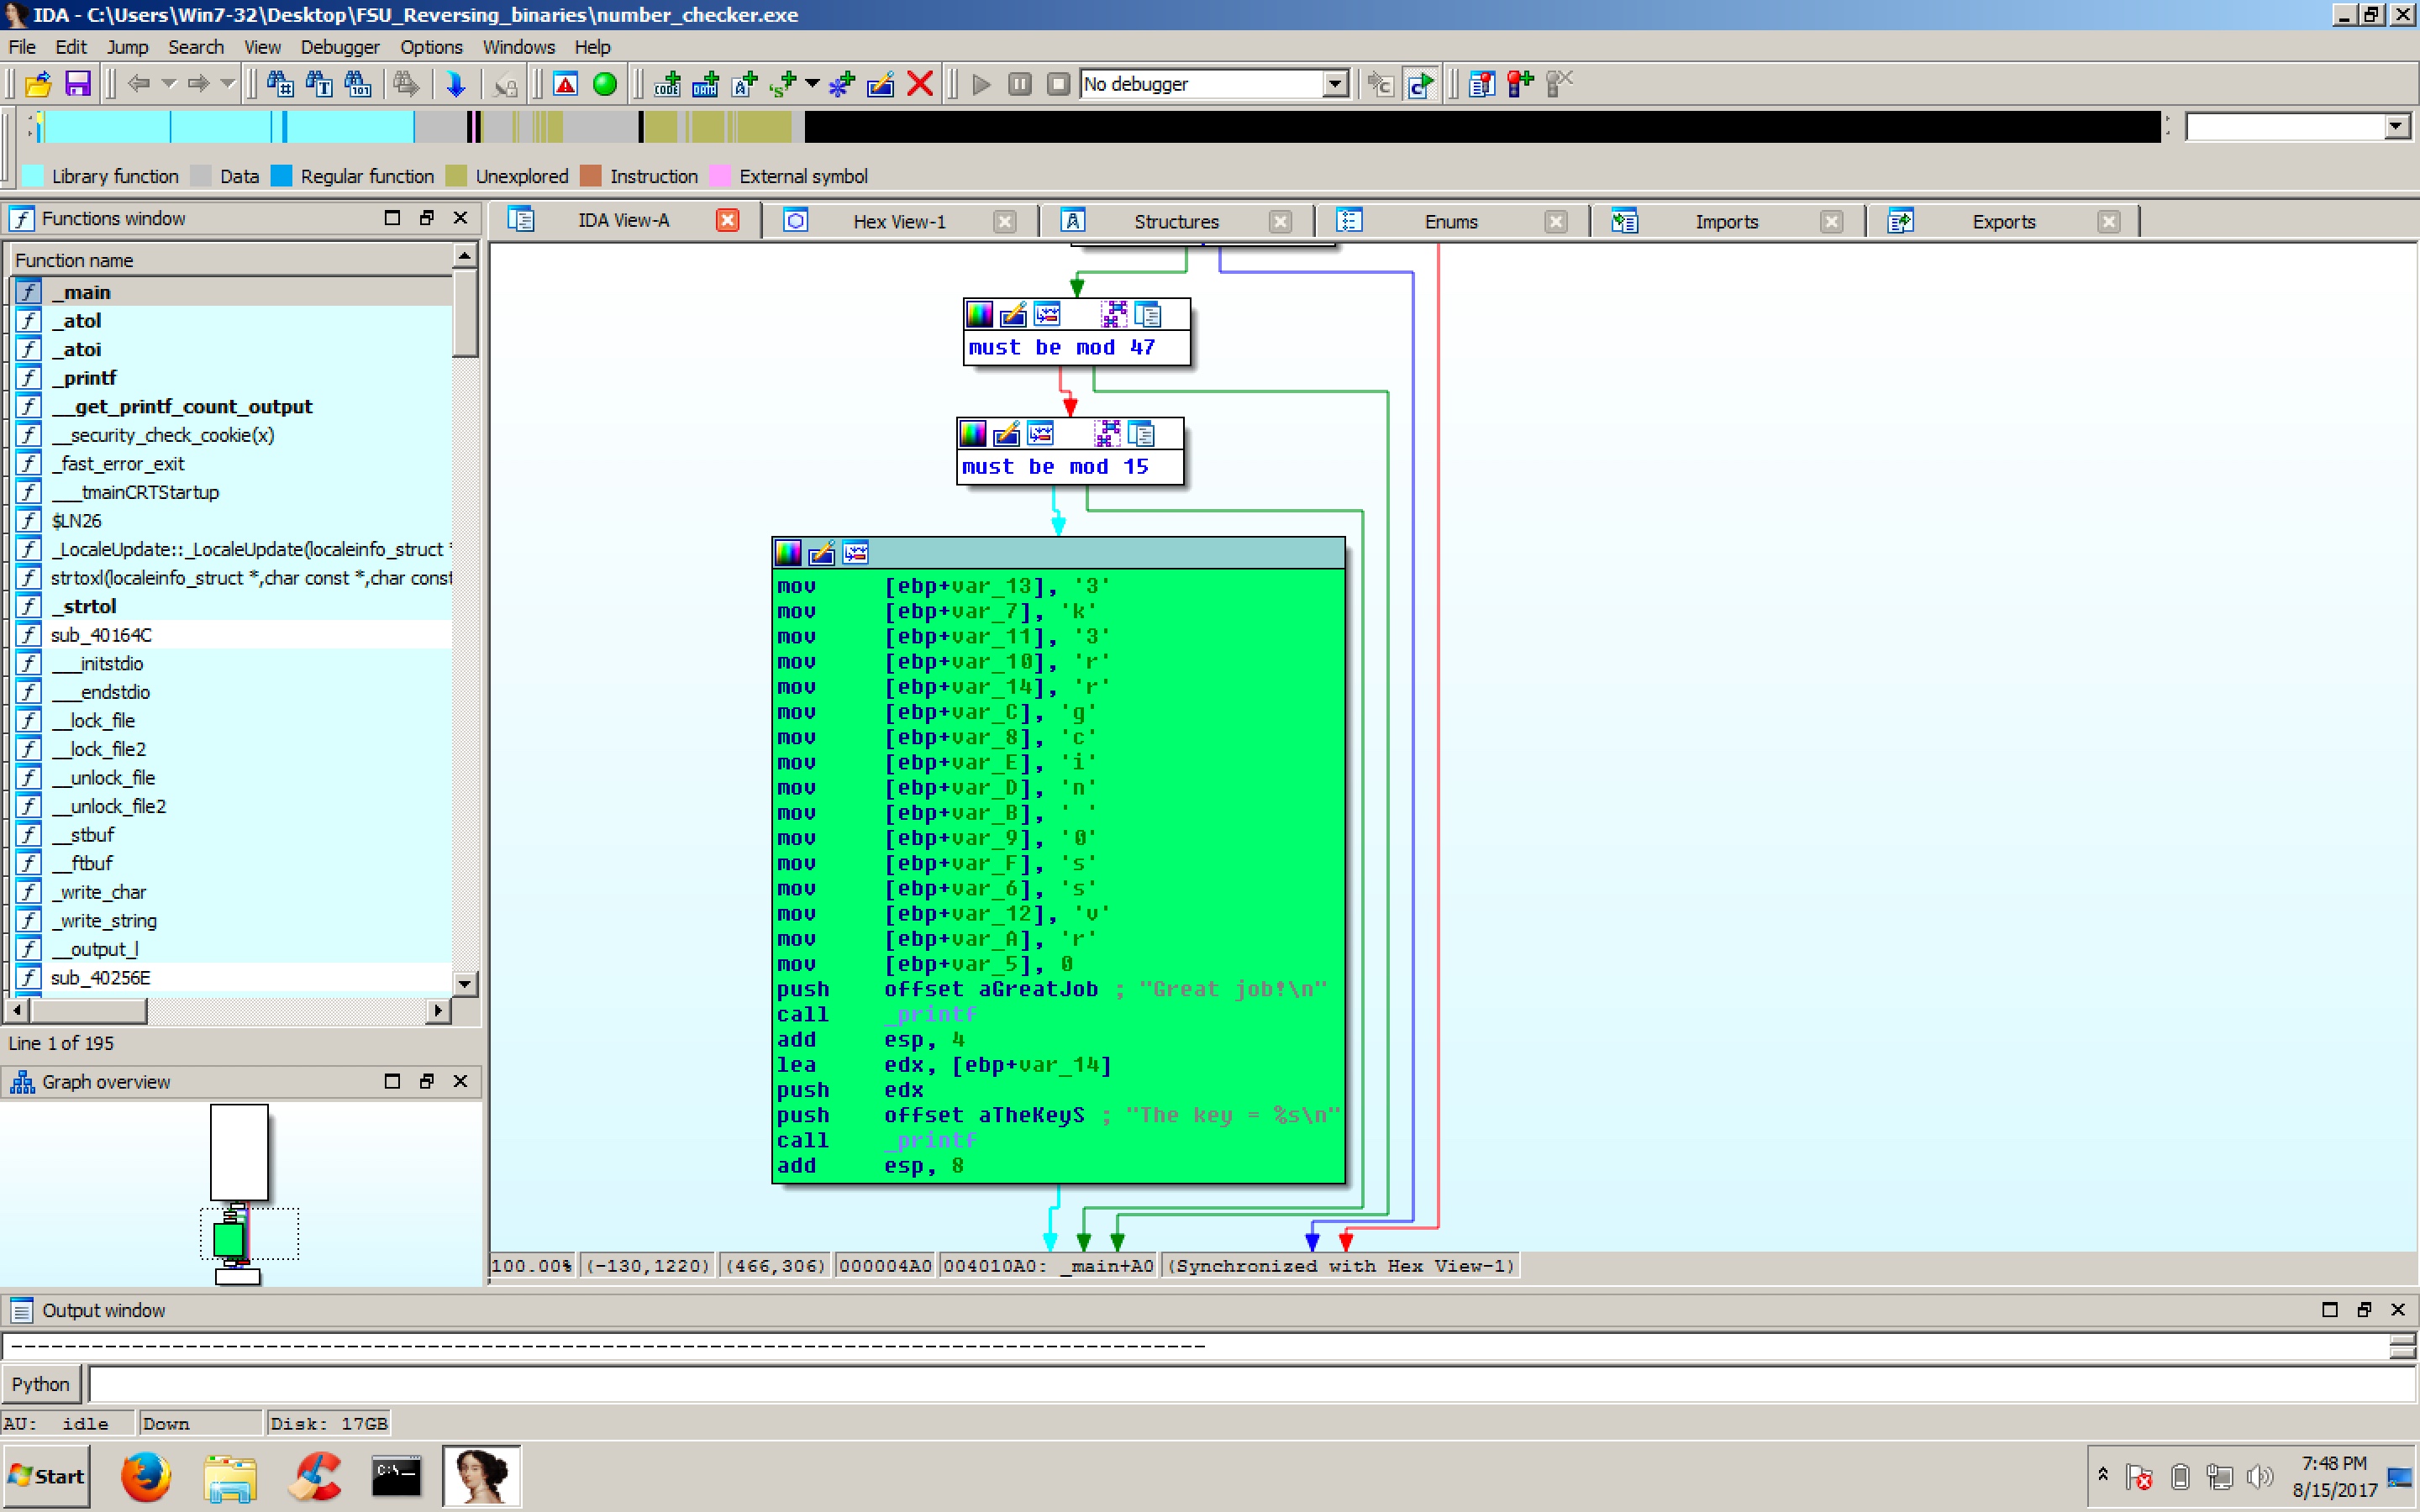 IDA - C:\Users\Win7-32\Desktop\FSU_Reversing_binaries\number_checker.exe
File Edit Jump Search View Debugger Options Windows Help
No debugger
Library function Data Regular function Unexplored Instruction External symbol
Functions window
IDA View-A Hex View-1 Structures Enums Imports Exports
Function name
_main
_atol
_atoi
_printf
__get_printf_count_output
__security_check_cookie(x)
_fast_error_exit
___tmainCRTStartup
$LN26
_LocaleUpdate::_LocaleUpdate(localeinfo_struct *
strtoxl(localeinfo_struct *,char const *,char const
_strtol
sub_40164C
___initstdio
___endstdio
__lock_file
__lock_file2
__unlock_file
__unlock_file2
__stbuf
__ftbuf
_write_char
_write_string
__output_l
sub_40256E
Line 1 of 195
Graph overview
must be mod 47
must be mod 15
mov [ebp+var_13], '3'
mov [ebp+var_7], 'k'
mov [ebp+var_11], '3'
mov [ebp+var_10], 'r'
mov [ebp+var_14], 'r'
mov [ebp+var_C], 'g'
mov [ebp+var_8], 'c'
mov [ebp+var_E], 'i'
mov [ebp+var_D], 'n'
mov [ebp+var_B], ' '
mov [ebp+var_9], '0'
mov [ebp+var_F], 's'
mov [ebp+var_6], 's'
mov [ebp+var_12], 'v'
mov [ebp+var_A], 'r'
mov [ebp+var_5], 0
push offset aGreatJob ; "Great job!\n"
call _printf
add esp, 4
lea edx, [ebp+var_14]
push edx
push offset aTheKeyS ; "The key = %s\n"
call _printf
add esp, 8
100.00% (-130,1220) (466,306) 000004A0 004010A0: _main+A0 (Synchronized with Hex View-1)
Output window
Python
AU: idle Down Disk: 17GB
Start
C:\_
7:48 PM
8/15/2017